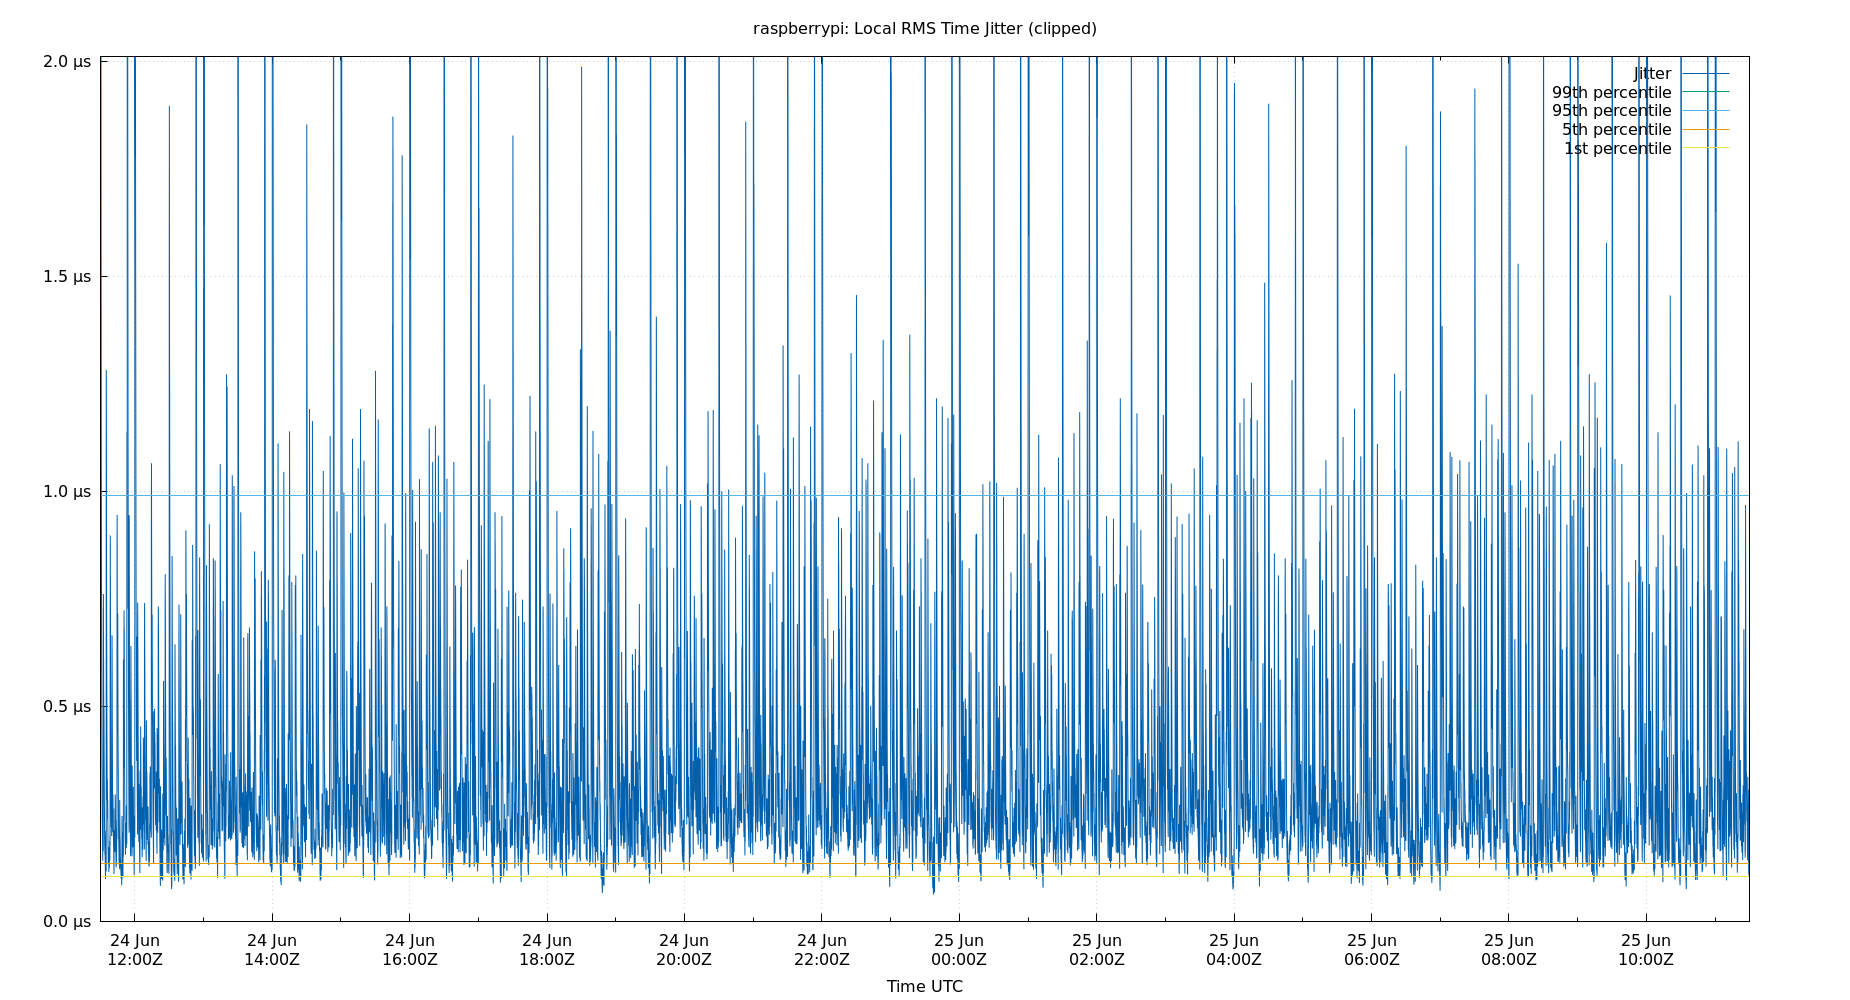 raspberrypi: Local RMS Time Jitter (clipped)
2.0 µs
1.5 µs
1.0 µs
0.5 µs
0.0 µs
Jitter
99th percentile
95th percentile
5th percentile
1st percentile
24 Jun 24 Jun 24 Jun 24 Jun 24 Jun 24 Jun 25 Jun 25 Jun 25 Jun 25 Jun 25 Jun 25 Jun
12:00Z 14:00Z 16:00Z 18:00Z 20:00Z 22:00Z 00:00Z 02:00Z 04:00Z 06:00Z 08:00Z 10:00Z
Time UTC